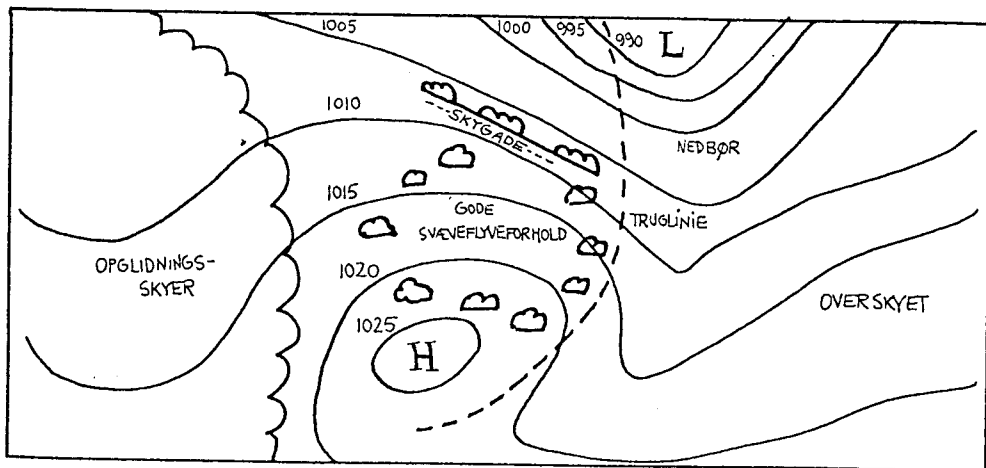 1005
1000
995
990
L
1010
SKYGADE
NEDBØR
1015
GODE
SVÆVEFLYVEFORHOLD
TRUGLINIE
OPGLIDNINGS-
SKYER
1020
OVERSKYET
1025
H